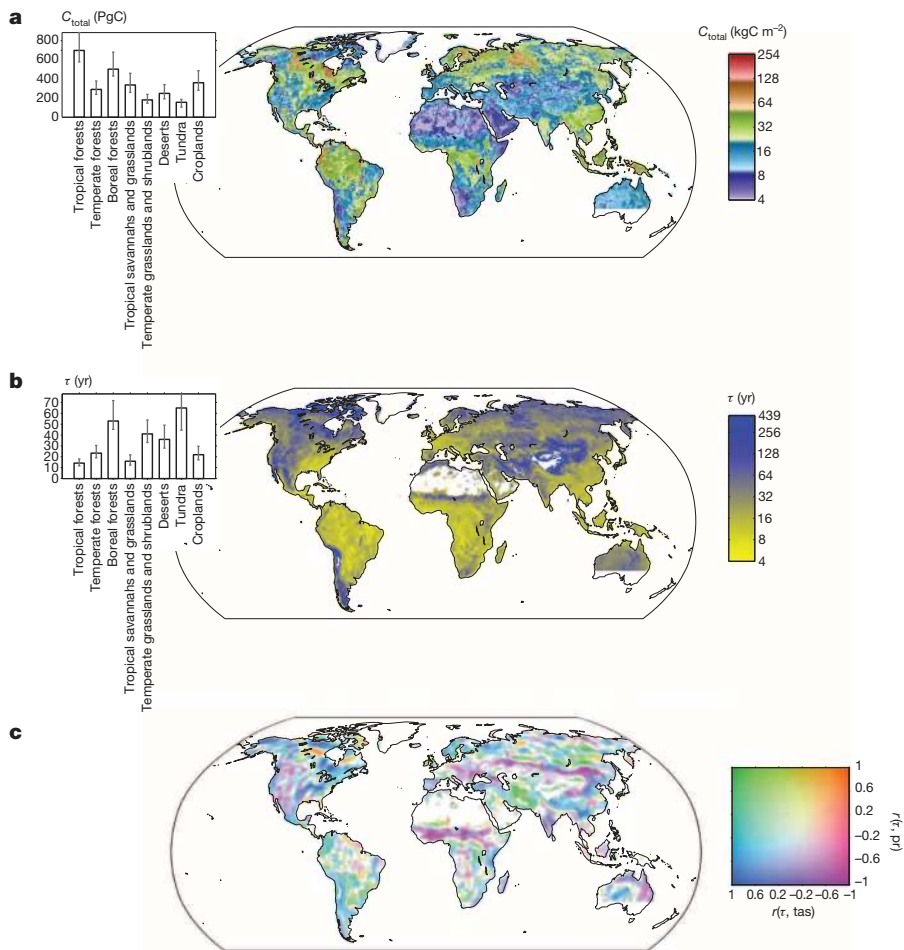 a
C_total (PgC)
800
600
400
200
0
Tropical forests
Temperate forests
Boreal forests
Tropical savannahs and grasslands
Temperate grasslands and shrublands
Deserts
Tundra
Croplands
C_total (kgC m⁻²)
254
128
64
32
16
8
4
b
τ (yr)
70
60
50
40
30
20
10
0
Tropical forests
Temperate forests
Boreal forests
Tropical savannahs and grasslands
Temperate grasslands and shrublands
Deserts
Tundra
Croplands
τ (yr)
439
256
128
64
32
16
8
4
c
1
0.6
0.2
−0.2
−0.6
−1
r(τ, pr)
1 0.6 0.2 −0.2 −0.6 −1
r(τ, tas)